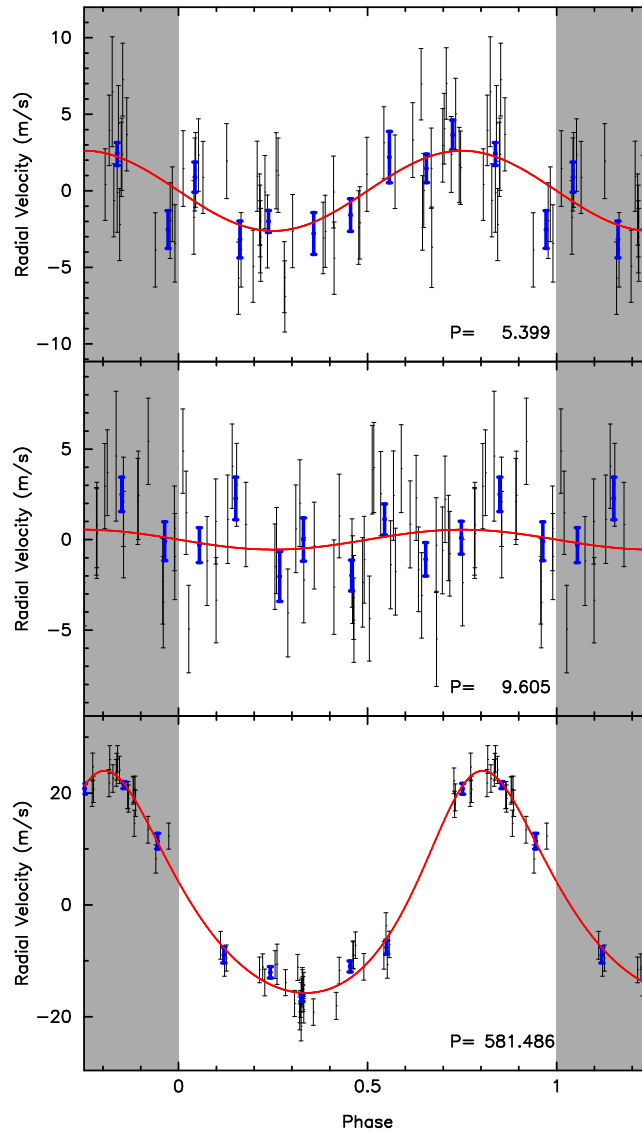 10
5
0
−5
−10
Radial Velocity (m/s)
P= 5.399
5
0
−5
Radial Velocity (m/s)
P= 9.605
20
0
−20
Radial Velocity (m/s)
P= 581.486
0 0.5 1
Phase